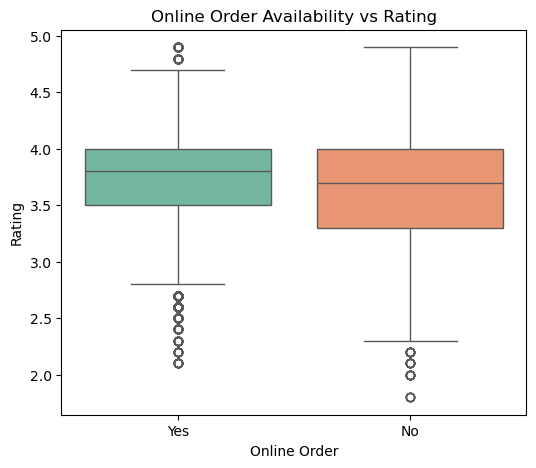 Online Order Availability vs Rating
5.0
4.5
4.0
3.5
3.0
2.5
2.0
Rating
Yes No
Online Order